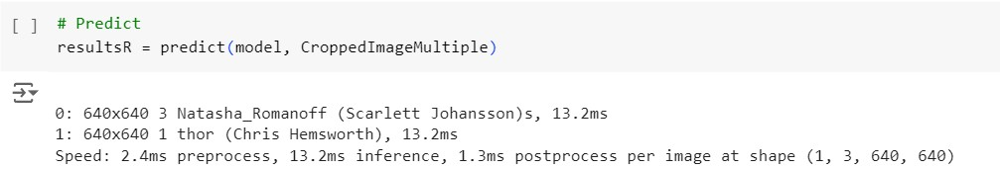 [ ] # Predict
resultsR = predict(model, CroppedImageMultiple)
0: 640x640 3 Natasha_Romanoff (Scarlett Johansson)s, 13.2ms
1: 640x640 1 thor (Chris Hemsworth), 13.2ms
Speed: 2.4ms preprocess, 13.2ms inference, 1.3ms postprocess per image at shape (1, 3, 640, 640)